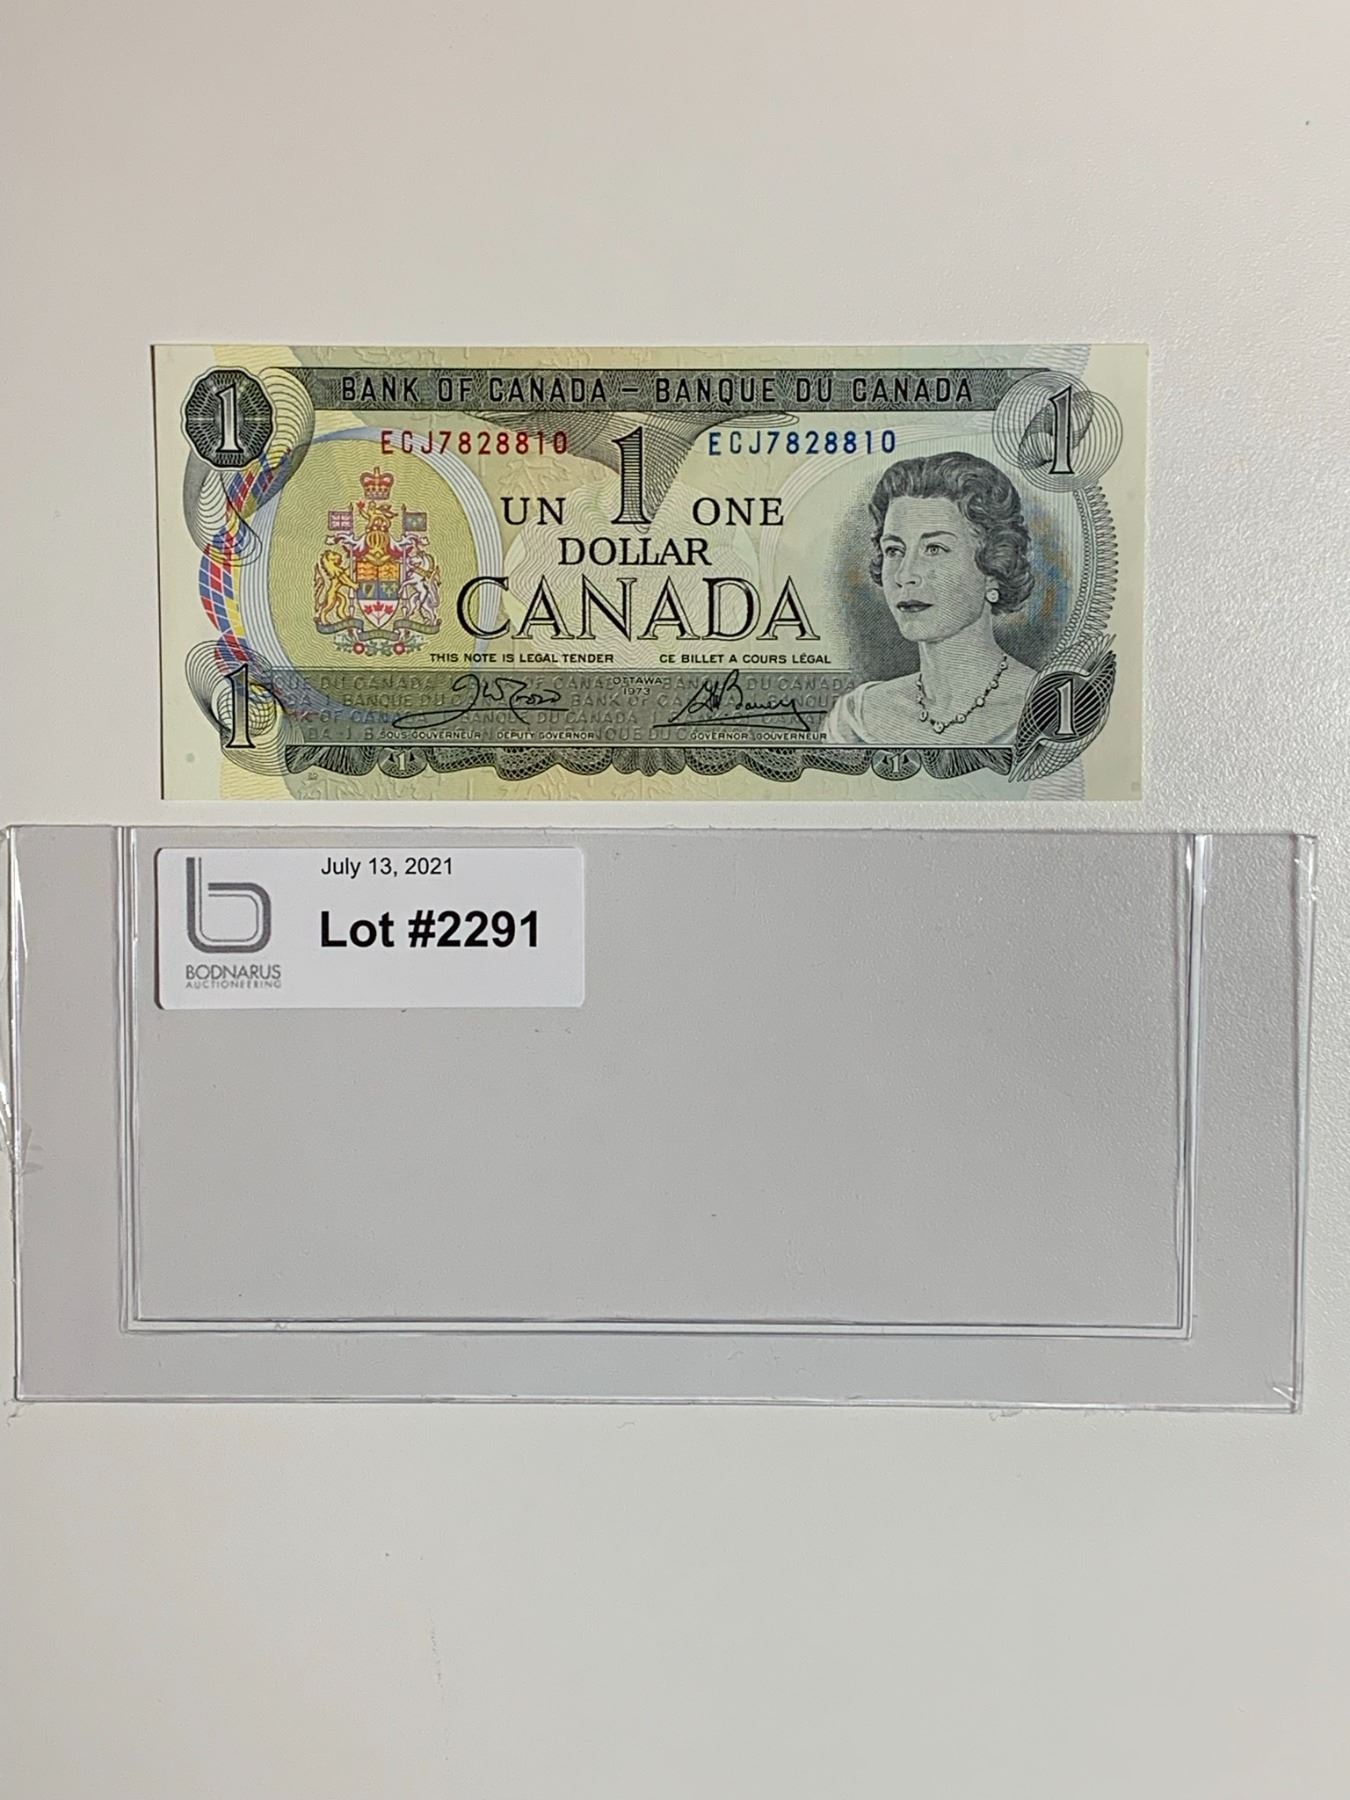 BANK OF CANADA – BANQUE DU CANADA
1 1
ECJ7828810 ECJ7828810
UN 1 ONE
DOLLAR
CANADA
THIS NOTE IS LEGAL TENDER CE BILLET A COURS LÉGAL
OTTAWA
1973
SOUS-GOUVERNEUR DEPUTY GOVERNOR GOVERNOR GOUVERNEUR
1 1
1 1
July 13, 2021
Lot #2291
b
BODNARUS
AUCTIONEERING